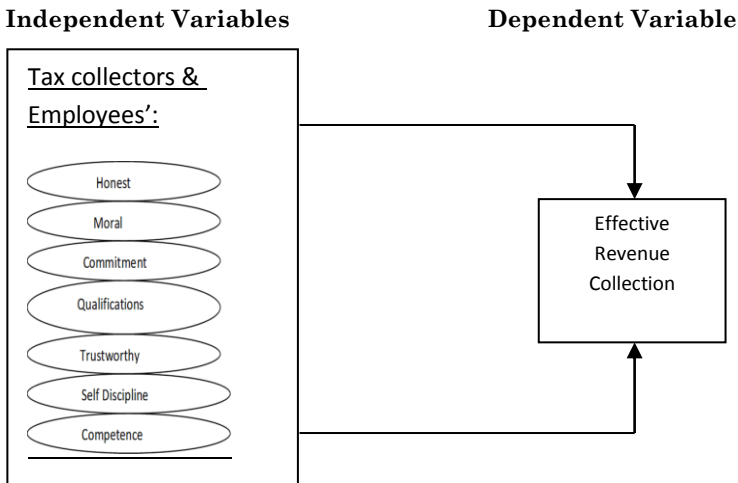 Independent Variables
Dependent Variable
Tax collectors &
Employees’:
Honest
Moral
Commitment
Qualifications
Trustworthy
Self Discipline
Competence
Effective
Revenue
Collection